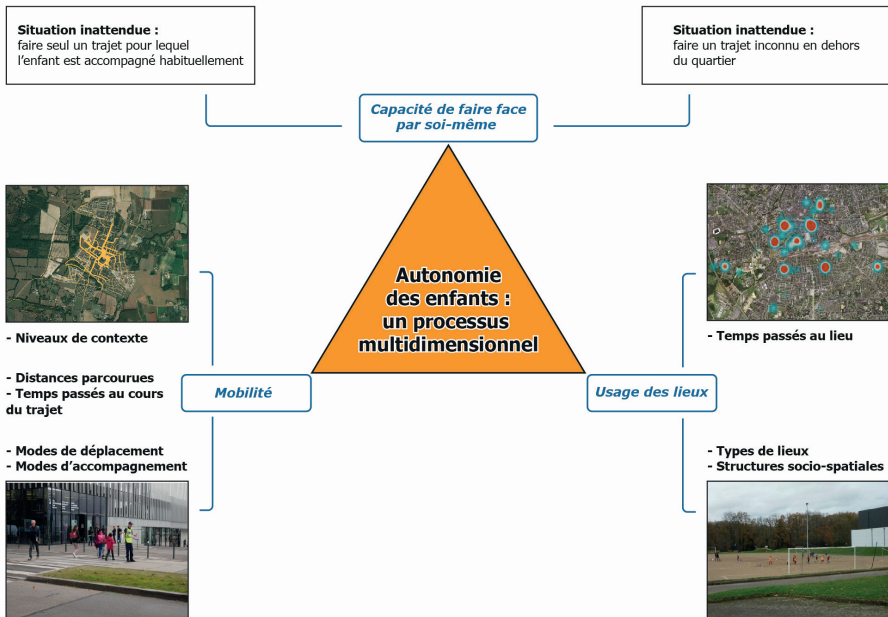 Situation inattendue :
faire seul un trajet pour lequel
l'enfant est accompagné habituellement
Situation inattendue :
faire un trajet inconnu en dehors
du quartier
Capacité de faire face
par soi-même
Autonomie
des enfants :
un processus
multidimensionnel
- Niveaux de contexte
- Distances parcourues
- Temps passés au cours
du trajet
Mobilité
- Modes de déplacement
- Modes d'accompagnement
- Temps passés au lieu
Usage des lieux
- Types de lieux
- Structures socio-spatiales